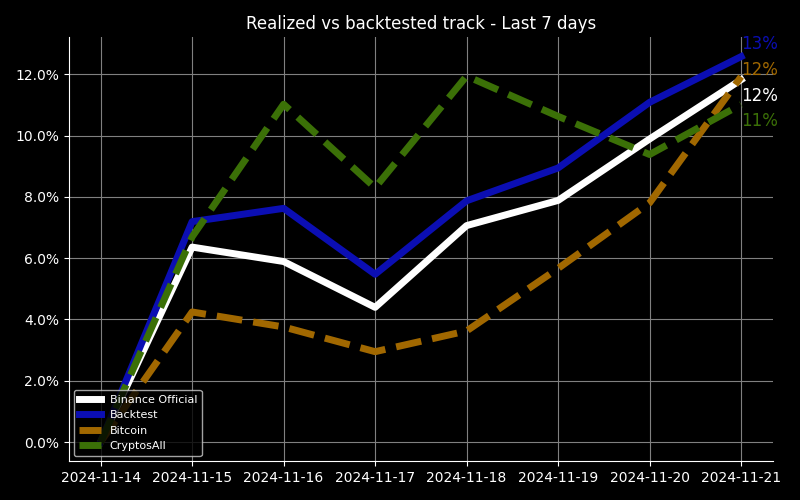 Realized vs backtested track - Last 7 days
13%
12%
12%
11%
12.0%
10.0%
8.0%
6.0%
4.0%
2.0%
0.0%
Binance Official
Backtest
Bitcoin
CryptosAll
2024-11-14 2024-11-15 2024-11-16 2024-11-17 2024-11-18 2024-11-19 2024-11-20 2024-11-21